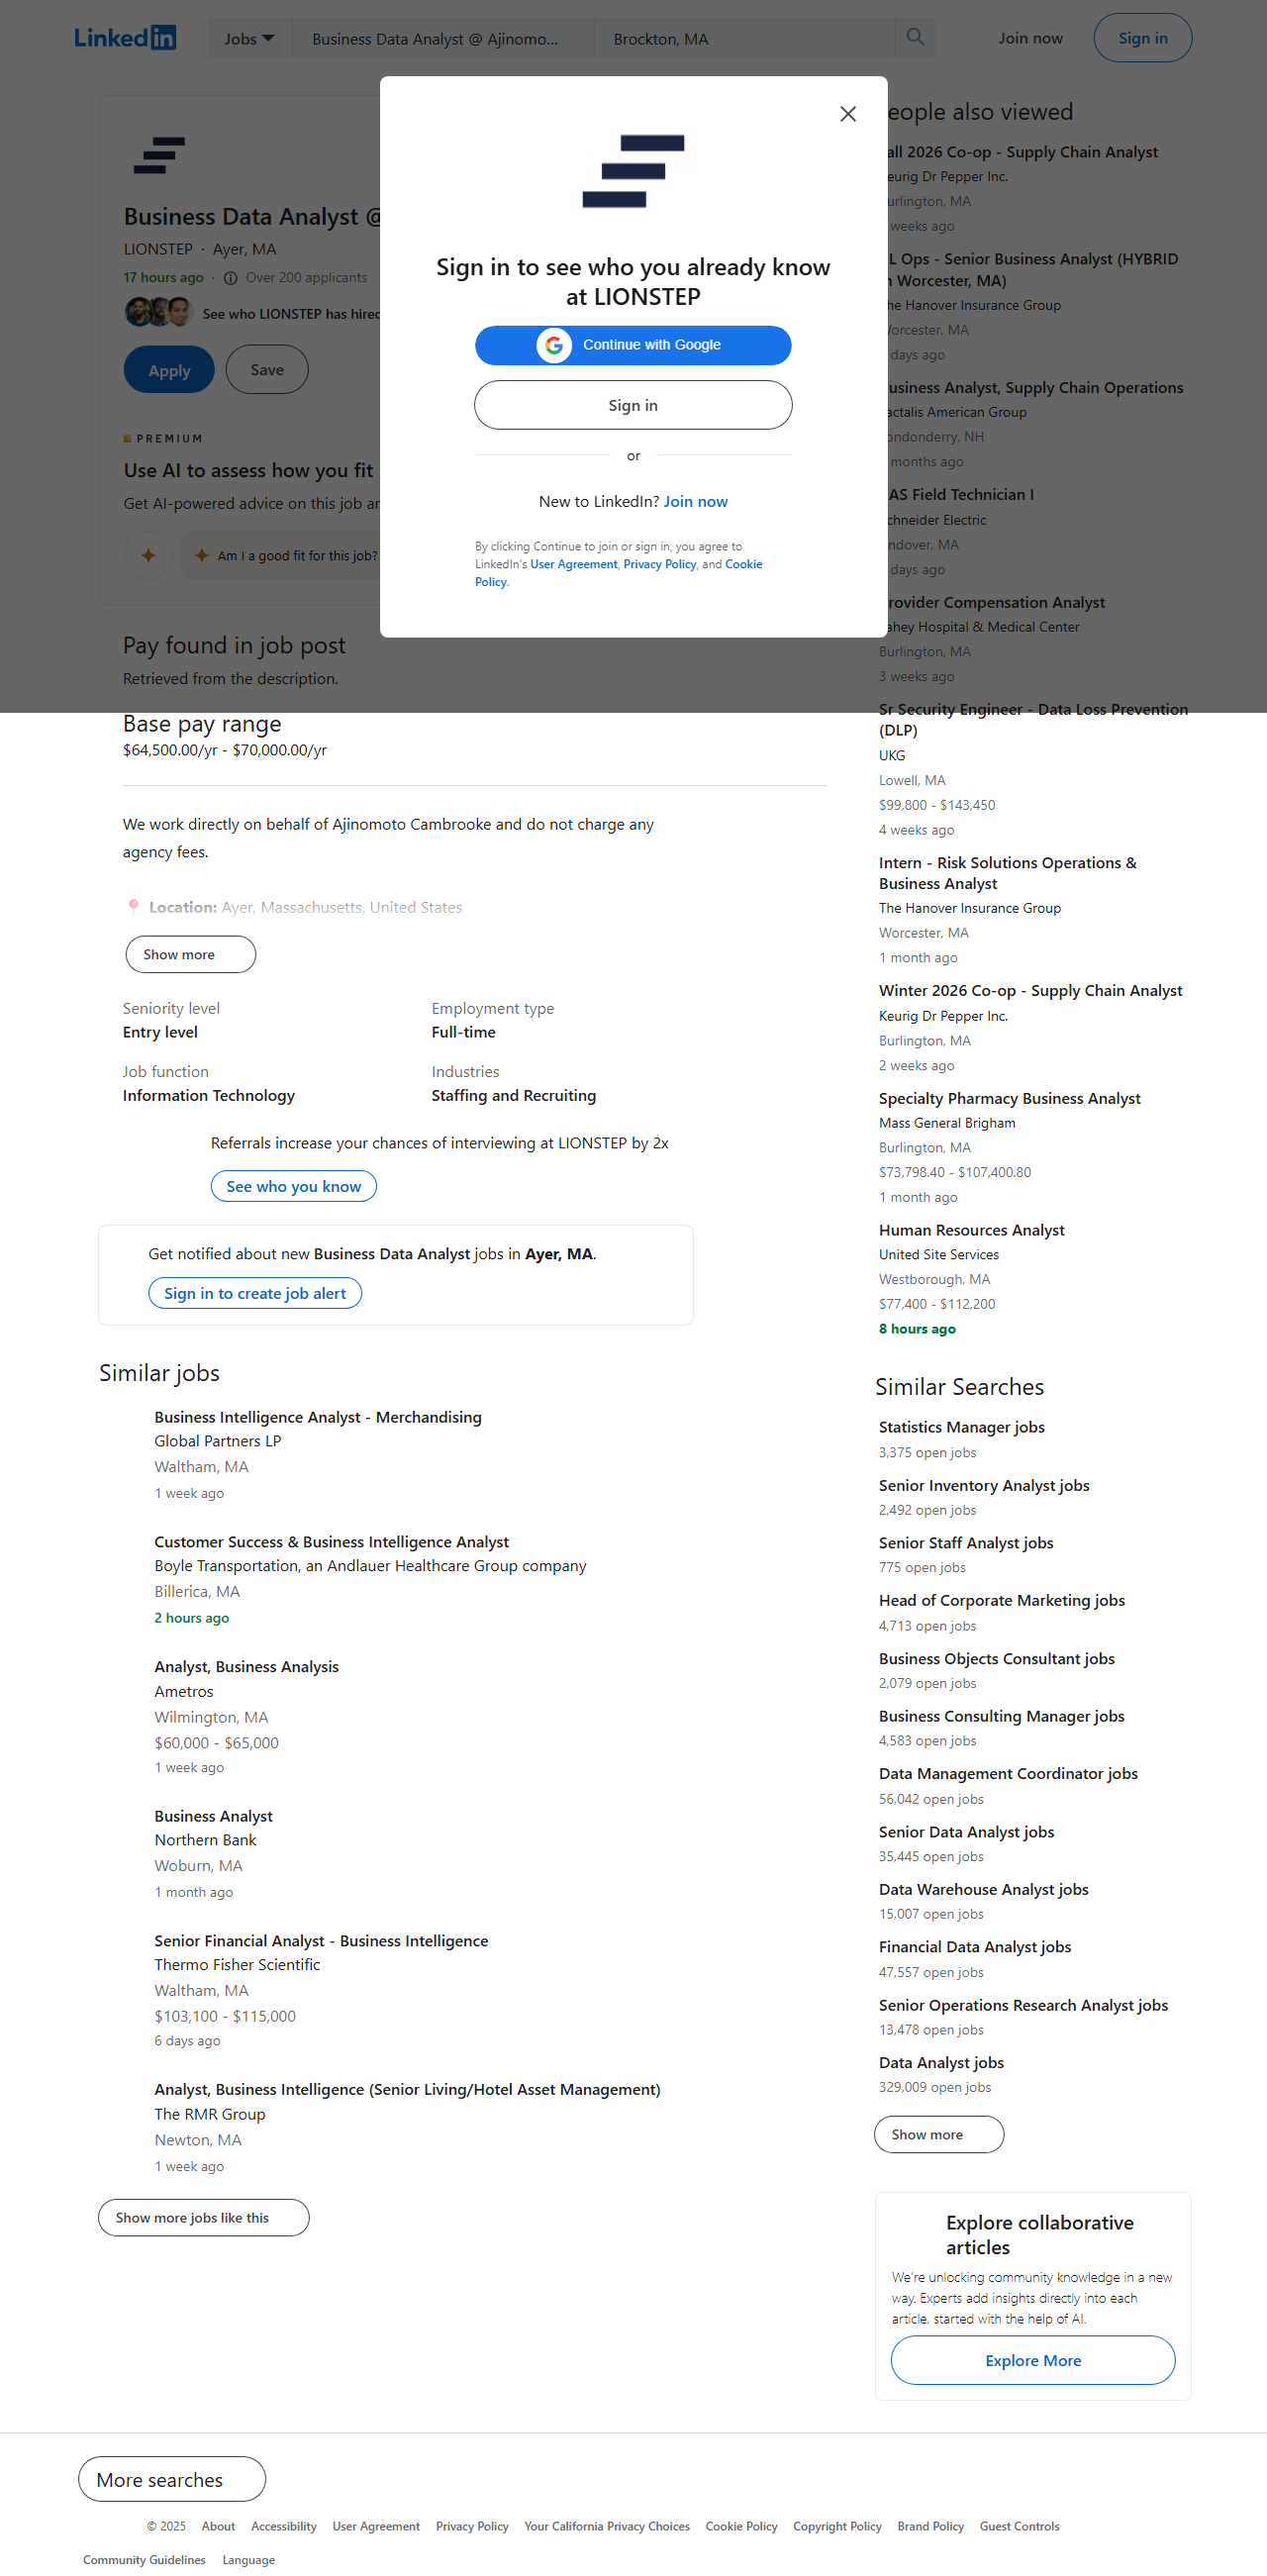 LinkedIn
Jobs
Business Data Analyst @ Ajinomo...
Brockton, MA
Join now
Sign in
Business Data Analyst @
LIONSTEP · Ayer, MA
17 hours ago · Over 200 applicants
See who LIONSTEP has hired
Apply
Save
PREMIUM
Use AI to assess how you fit
Get AI-powered advice on this job
Am I a good fit for this job?
Sign in to see who you already know
at LIONSTEP
Continue with Google
Sign in
or
New to LinkedIn? Join now
By clicking Continue to join or sign in, you agree to
LinkedIn's User Agreement, Privacy Policy, and Cookie
Policy.
Pay found in job post
Retrieved from the description.
Base pay range
$64,500.00/yr - $70,000.00/yr
We work directly on behalf of Ajinomoto Cambrooke and do not charge any
agency fees.
Location: Ayer, Massachusetts, United States
Show more
Seniority level
Entry level
Employment type
Full-time
Job function
Information Technology
Industries
Staffing and Recruiting
Referrals increase your chances of interviewing at LIONSTEP by 2x
See who you know
Get notified about new Business Data Analyst jobs in Ayer, MA.
Sign in to create job alert
Similar jobs
Business Intelligence Analyst - Merchandising
Global Partners LP
Waltham, MA
1 week ago
Customer Success & Business Intelligence Analyst
Boyle Transportation, an Andlauer Healthcare Group company
Billerica, MA
2 hours ago
Analyst, Business Analysis
Ametros
Wilmington, MA
$60,000 - $65,000
1 week ago
Business Analyst
Northern Bank
Woburn, MA
1 month ago
Senior Financial Analyst - Business Intelligence
Thermo Fisher Scientific
Waltham, MA
$103,100 - $115,000
6 days ago
Analyst, Business Intelligence (Senior Living/Hotel Asset Management)
The RMR Group
Newton, MA
1 week ago
Show more jobs like this
eople also viewed
all 2026 Co-op - Supply Chain Analyst
eurig Dr Pepper Inc.
urlington, MA
weeks ago
L Ops - Senior Business Analyst (HYBRID
n Worcester, MA)
he Hanover Insurance Group
Worcester, MA
days ago
usiness Analyst, Supply Chain Operations
actalis American Group
ondonderry, NH
months ago
AS Field Technician I
chneider Electric
ndover, MA
days ago
rovider Compensation Analyst
ahey Hospital & Medical Center
Burlington, MA
3 weeks ago
Sr Security Engineer - Data Loss Prevention
(DLP)
UKG
Lowell, MA
$99,800 - $143,450
4 weeks ago
Intern - Risk Solutions Operations &
Business Analyst
The Hanover Insurance Group
Worcester, MA
1 month ago
Winter 2026 Co-op - Supply Chain Analyst
Keurig Dr Pepper Inc.
Burlington, MA
2 weeks ago
Specialty Pharmacy Business Analyst
Mass General Brigham
Burlington, MA
$73,798.40 - $107,400.80
1 month ago
Human Resources Analyst
United Site Services
Westborough, MA
$77,400 - $112,200
8 hours ago
Similar Searches
Statistics Manager jobs
3,375 open jobs
Senior Inventory Analyst jobs
2,492 open jobs
Senior Staff Analyst jobs
775 open jobs
Head of Corporate Marketing jobs
4,713 open jobs
Business Objects Consultant jobs
2,079 open jobs
Business Consulting Manager jobs
4,583 open jobs
Data Management Coordinator jobs
56,042 open jobs
Senior Data Analyst jobs
35,445 open jobs
Data Warehouse Analyst jobs
15,007 open jobs
Financial Data Analyst jobs
47,557 open jobs
Senior Operations Research Analyst jobs
13,478 open jobs
Data Analyst jobs
329,009 open jobs
Show more
Explore collaborative
articles
We're unlocking community knowledge in a new
way. Experts add insights directly into each
article, started with the help of AI.
Explore More
More searches
© 2025 About Accessibility User Agreement Privacy Policy Your California Privacy Choices Cookie Policy Copyright Policy Brand Policy Guest Controls
Community Guidelines Language